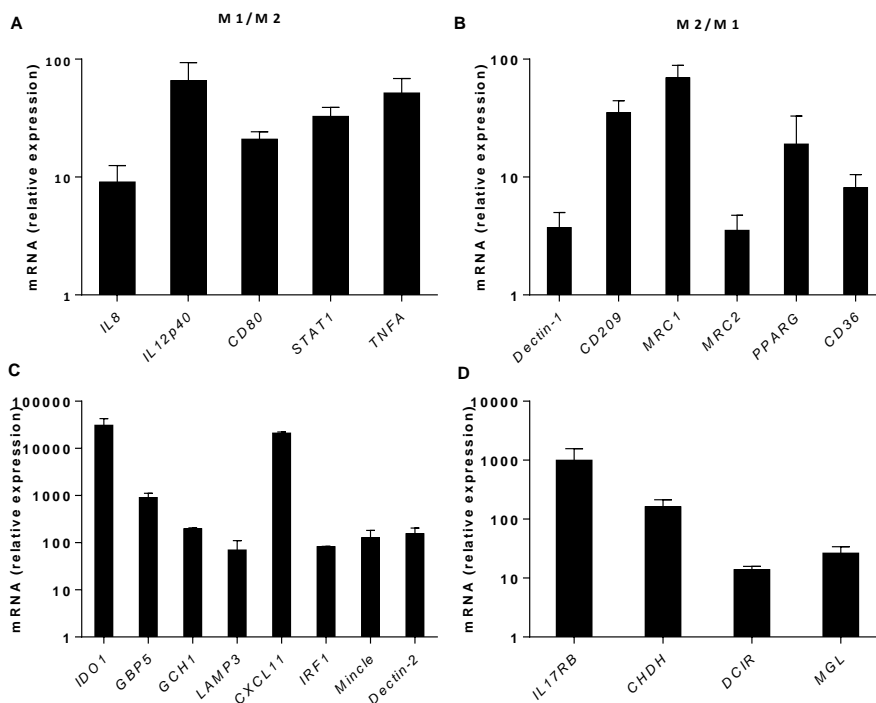 M1/M2
M2/M1
A
B
mRNA (relative expression)
100
10
1
IL8
IL12p40
CD80
STAT1
TNFA
mRNA (relative expression)
100
10
1
Dectin-1
CD209
MRC1
MRC2
PPARG
CD36
C
D
mRNA (relative expression)
100000
10000
1000
100
10
1
IDO1
GBP5
GCH1
LAMP3
CXCL11
IRF1
Mincle
Dectin-2
mRNA (relative expression)
10000
1000
100
10
1
IL17RB
CHDH
DCIR
MGL